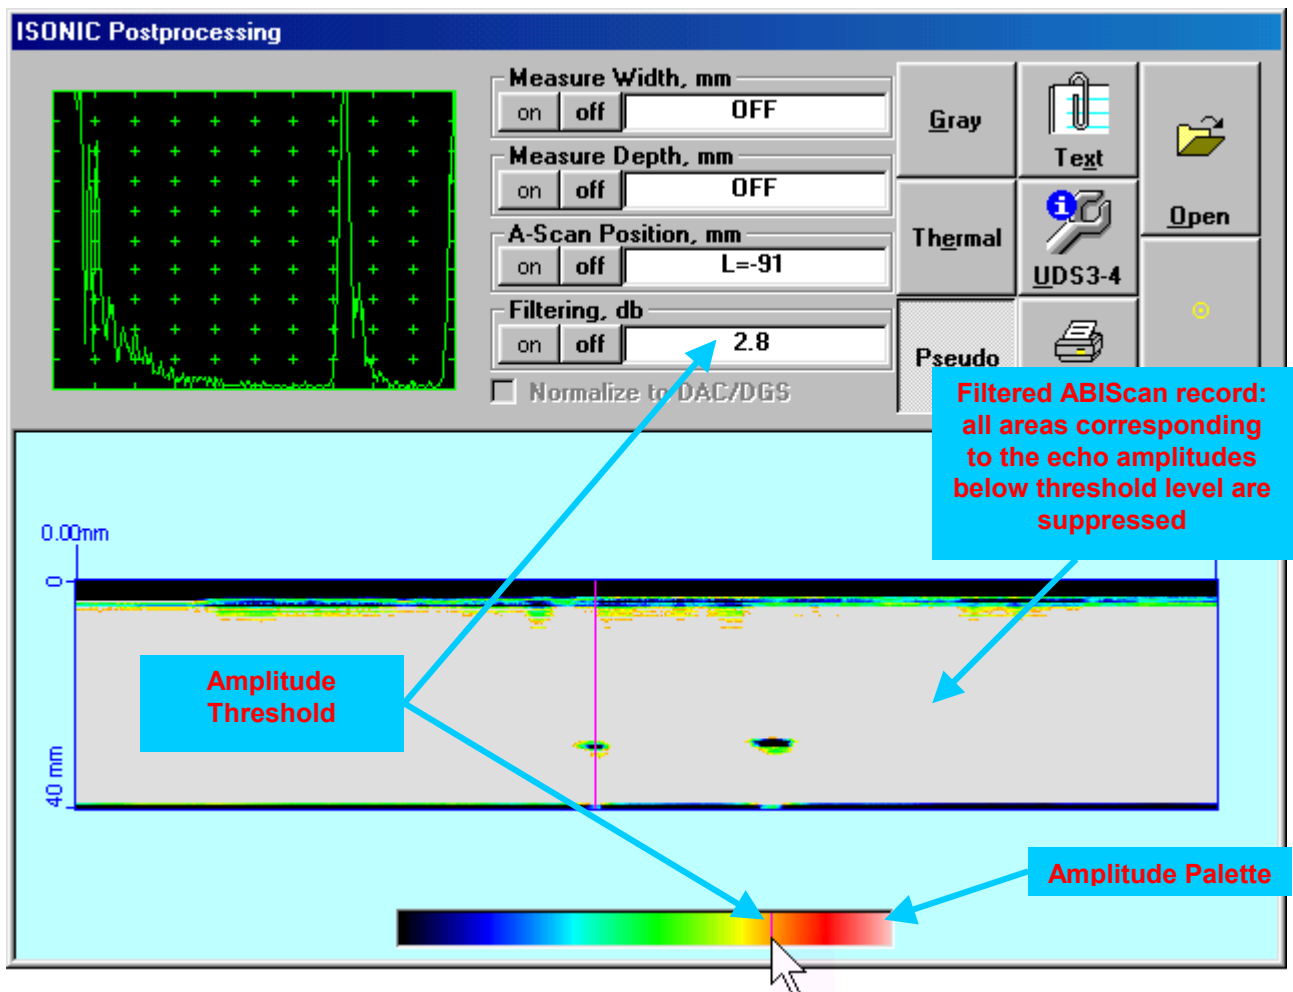 ISONIC Postprocessing
Measure Width, mm
on off OFF
Measure Depth, mm
on off OFF
A-Scan Position, mm
on off L=-91
Filtering, db
on off 2.8
Normalize to DAC/DGS
Gray
Thermal
Pseudo
Text
UDS3-4
Open
Filtered ABIScan record:
all areas corresponding
to the echo amplitudes
below threshold level are
suppressed
0.00mm
0
40 mm
Amplitude
Threshold
Amplitude Palette